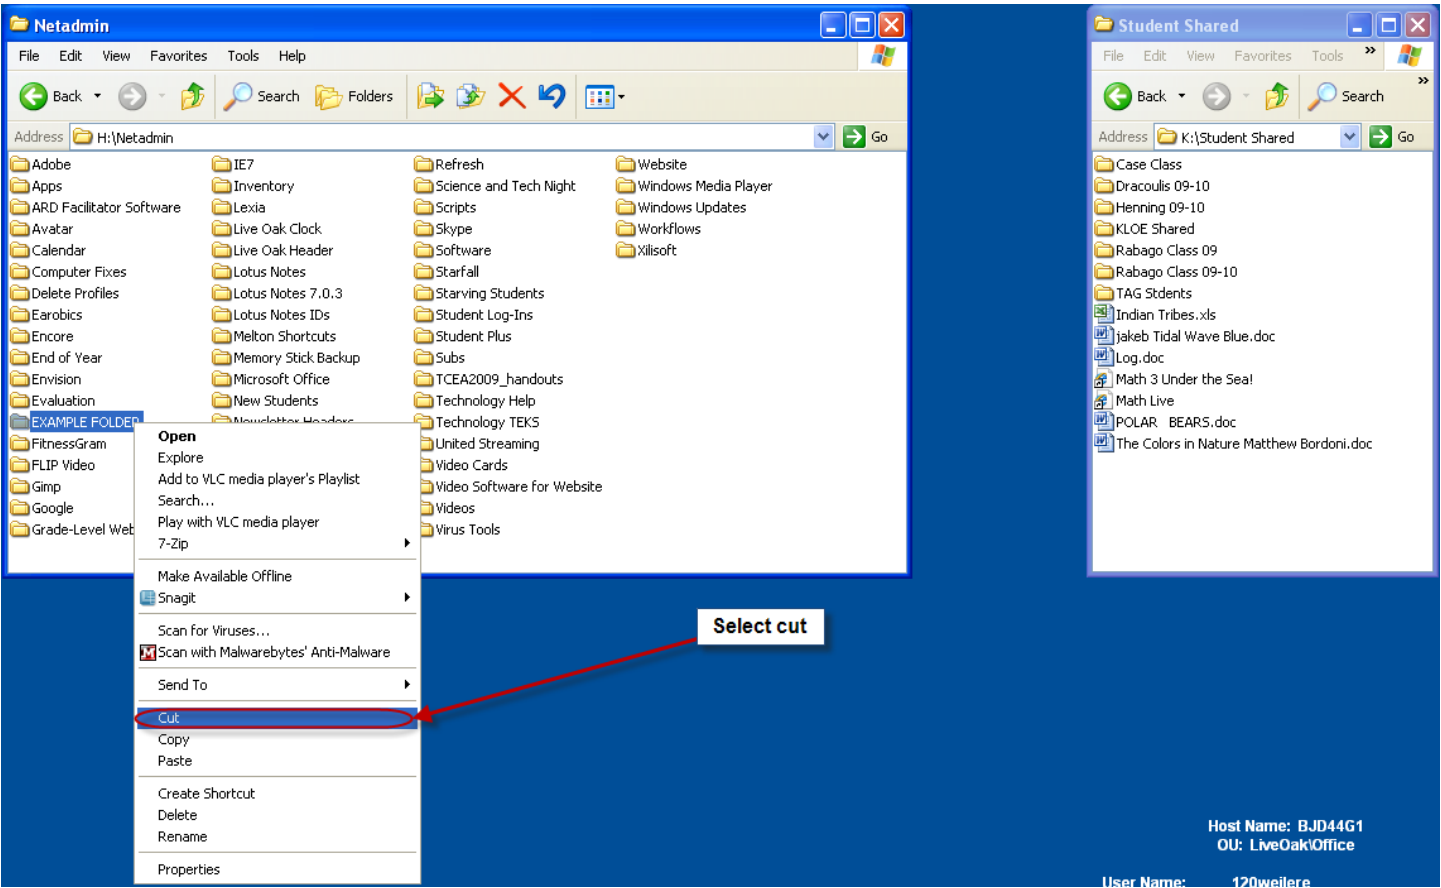 Netadmin
File Edit View Favorites Tools Help
Back Search Folders
Address H:\Netadmin Go
Adobe
Apps
ARD Facilitator Software
Avatar
Calendar
Computer Fixes
Delete Profiles
Earobics
Encore
End of Year
Envision
Evaluation
EXAMPLE FOLDER
FitnessGram
FLIP Video
Gimp
Google
Grade-Level Web
IE7
Inventory
Lexia
Live Oak Clock
Live Oak Header
Lotus Notes
Lotus Notes 7.0.3
Lotus Notes IDs
Melton Shortcuts
Memory Stick Backup
Microsoft Office
New Students
Newsletter Headers
Refresh
Science and Tech Night
Scripts
Skype
Software
Starfall
Starving Students
Student Log-Ins
Student Plus
Subs
TCEA2009_handouts
Technology Help
Technology TEKS
United Streaming
Video Cards
Video Software for Website
Videos
Virus Tools
Website
Windows Media Player
Windows Updates
Workflows
Xilisoft
Open
Explore
Add to VLC media player's Playlist
Search...
Play with VLC media player
7-Zip
Make Available Offline
Snagit
Scan for Viruses...
Scan with Malwarebytes' Anti-Malware
Send To
Cut
Copy
Paste
Create Shortcut
Delete
Rename
Properties
Select cut
Student Shared
File Edit View Favorites Tools »
Back Search »
Address K:\Student Shared Go
Case Class
Dracoulis 09-10
Henning 09-10
KLOE Shared
Rabago Class 09
Rabago Class 09-10
TAG Stdents
Indian Tribes.xls
jakeb Tidal Wave Blue.doc
Log.doc
Math 3 Under the Sea!
Math Live
POLAR BEARS.doc
The Colors in Nature Matthew Bordoni.doc
Host Name: BJD44G1
OU: LiveOak\Office
User Name: 120weilere